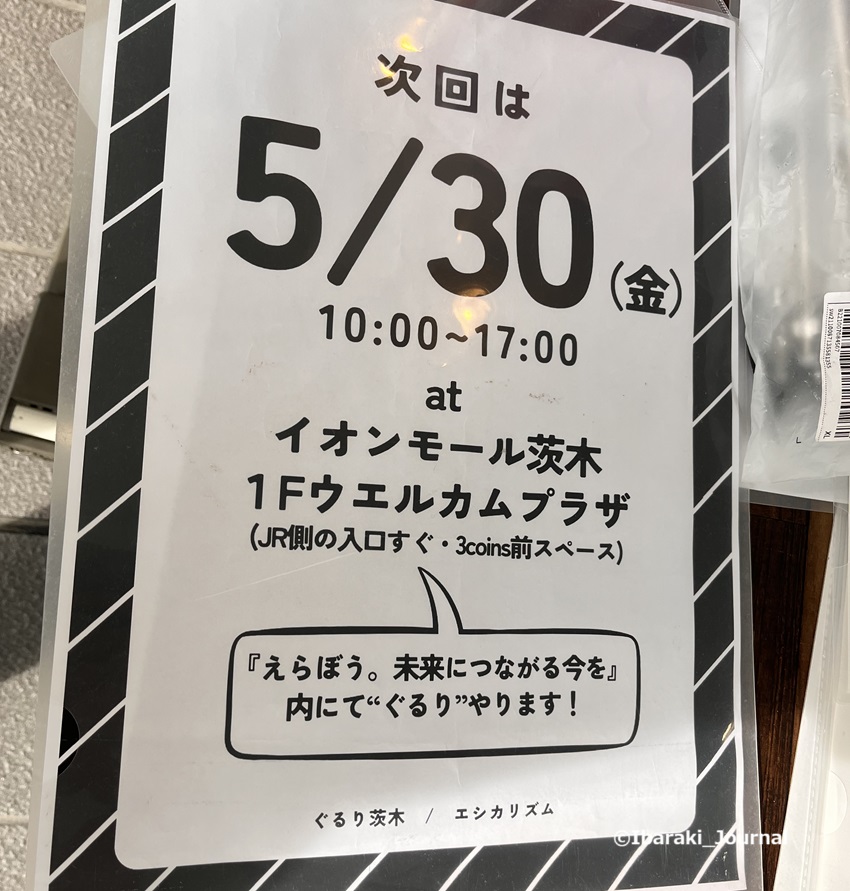 次回は
5/30(金)
10:00~17:00
at
イオンモール茨木
1Fウエルカムプラザ
(JR側の入口すぐ・3coins前スペース)
『えらぼう。未来につながる今を』
内にて“ぐるり”やります！
ぐるり茨木 / エシカリズム
©Ibaraki_Journal
XL